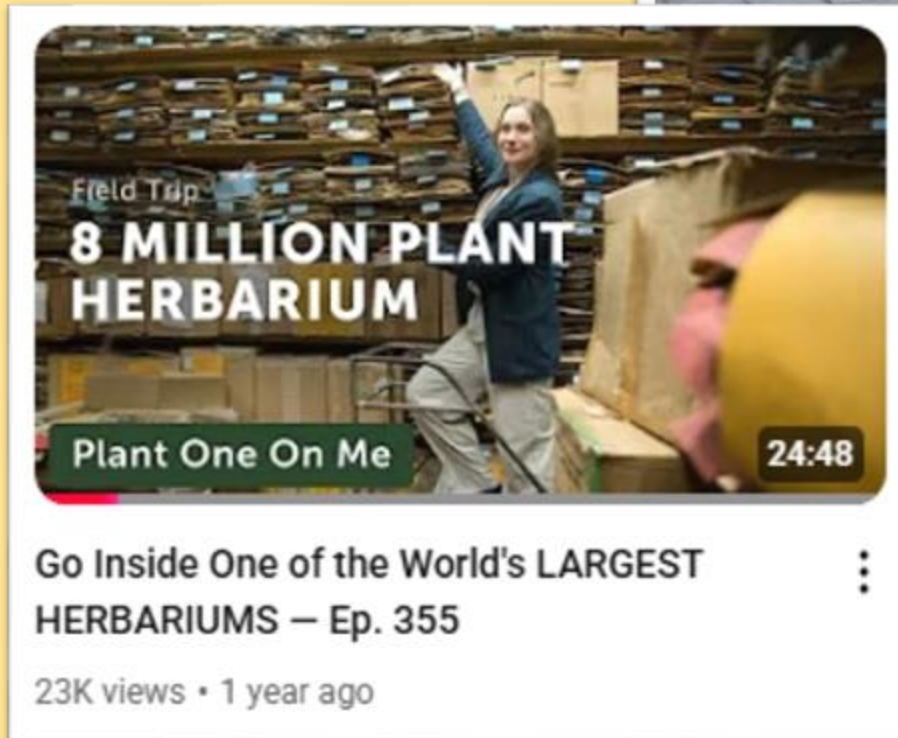 Field Trip
8 MILLION PLANT
HERBARIUM
Plant One On Me
24:48
Go Inside One of the World's LARGEST
HERBARIUMS — Ep. 355
23K views • 1 year ago